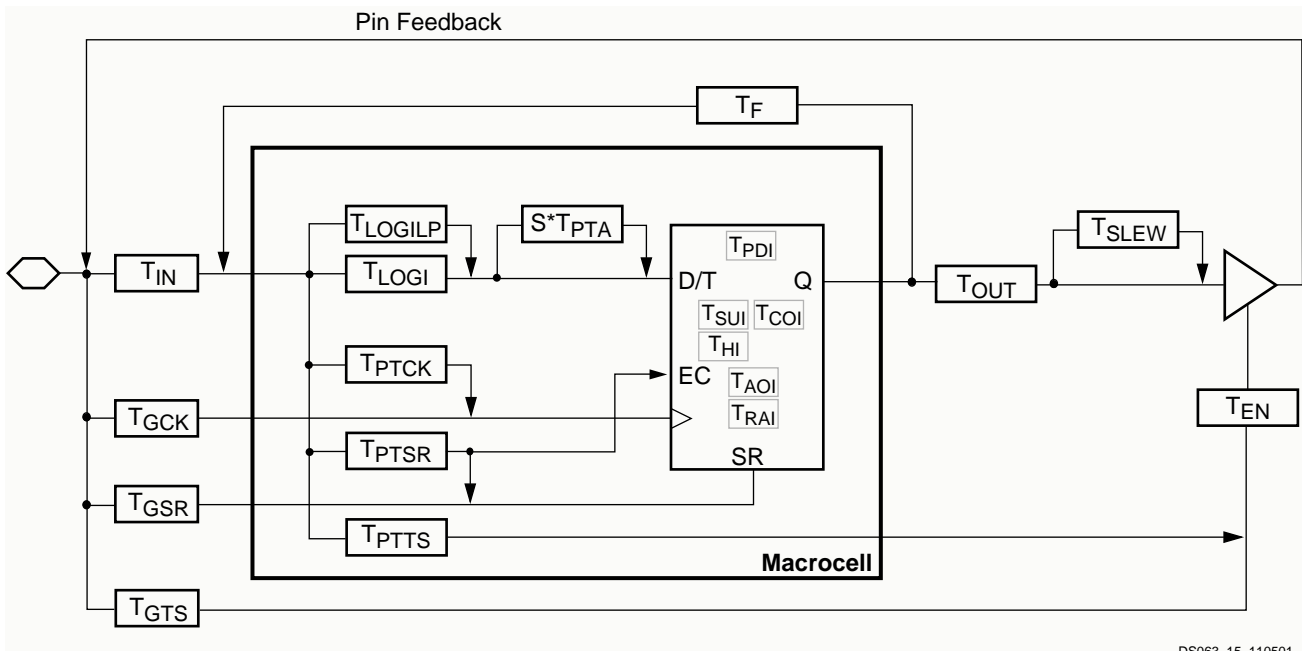 Pin Feedback
TF
TLOGILP
S*TPTA
TSLEW
TPDI
TIN
TLOGI
D/T
Q
TOUT
TSUI
TCOI
THI
TPTCK
EC
TAOI
TRAI
TEN
TGCK
TPTSR
SR
TGSR
TPTTS
Macrocell
TGTS
DS063_15_110501